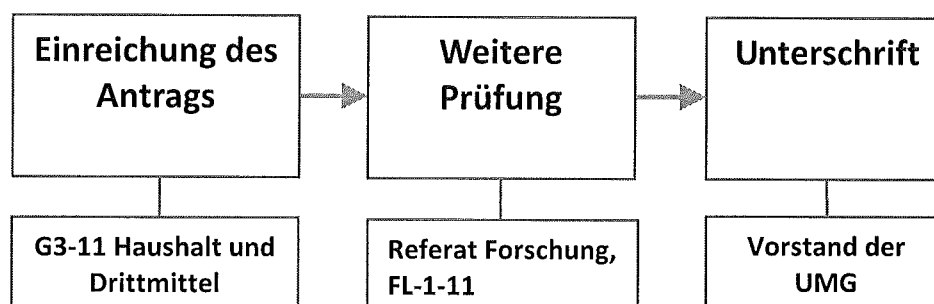 Einreichung des
Antrags
Weitere
Prüfung
Unterschrift
G3-11 Haushalt und
Drittmittel
Referat Forschung,
FL-1-11
Vorstand der
UMG